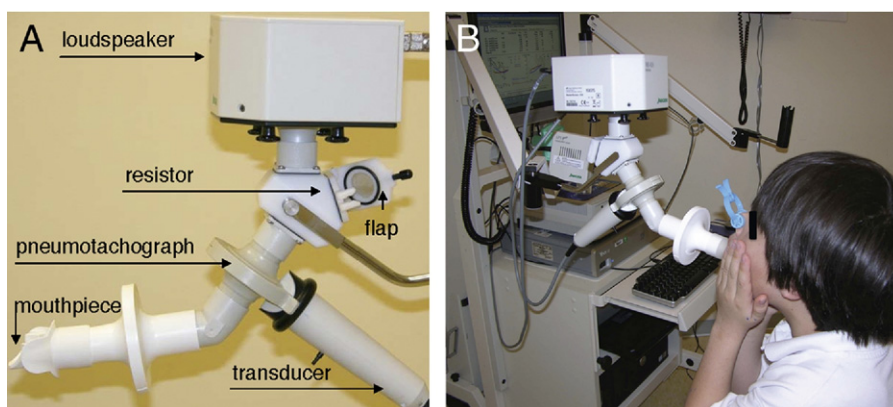 A
loudspeaker
resistor
flap
pneumotachograph
mouthpiece
transducer
B